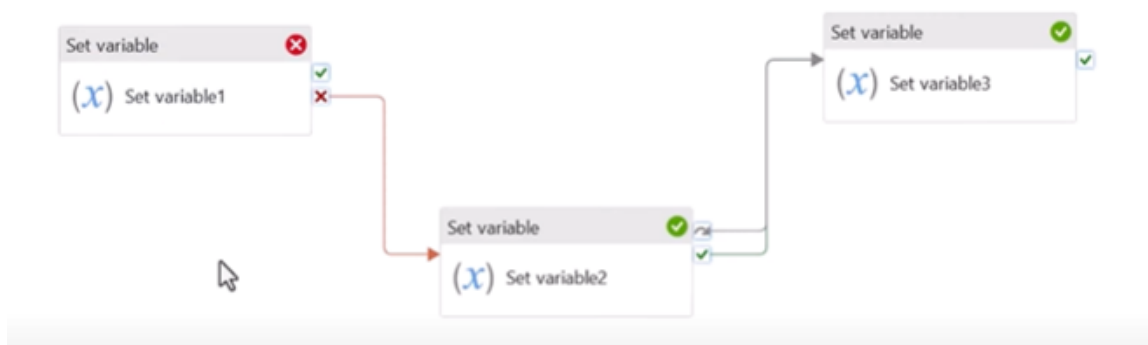 Set variable
(x) Set variable1
Set variable
(x) Set variable2
Set variable
(x) Set variable3